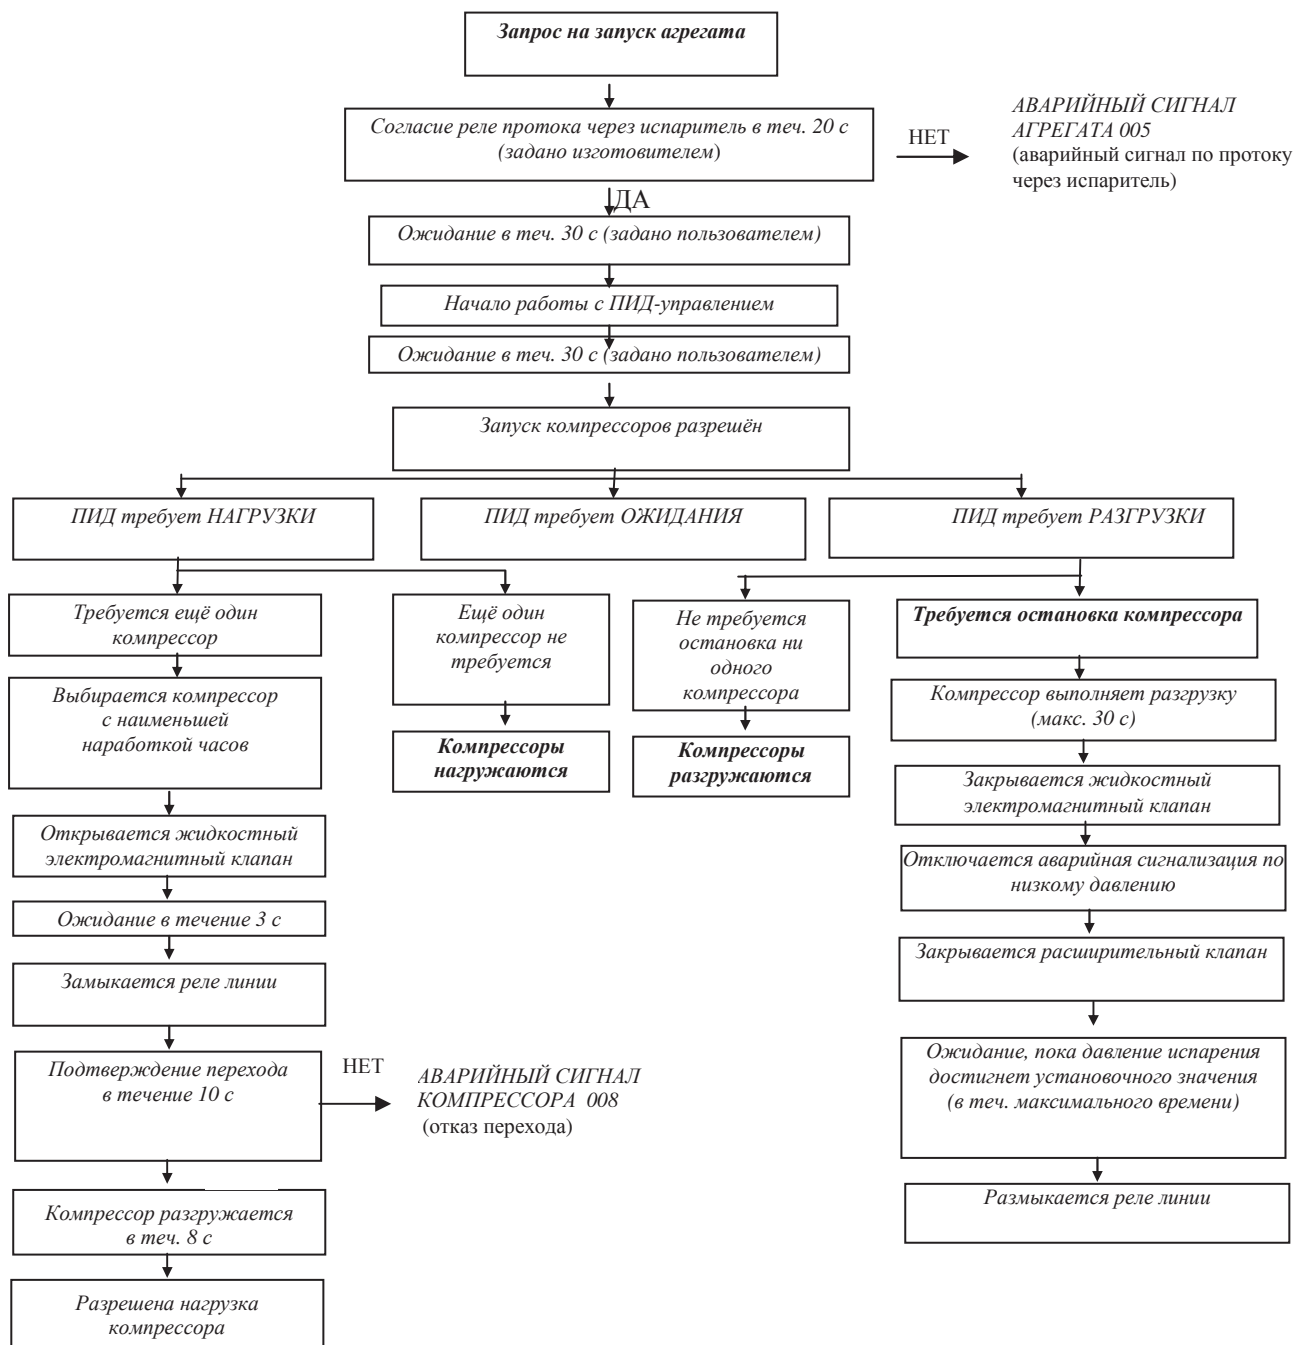 Запрос на запуск агрегата
Согласие реле протока через испаритель в теч. 20 с
(задано изготовителем)
НЕТ
АВАРИЙНЫЙ СИГНАЛ
АГРЕГАТА 005
(аварийный сигнал по протоку
через испаритель)
ДА
Ожидание в теч. 30 с (задано пользователем)
Начало работы с ПИД-управлением
Ожидание в теч. 30 с (задано пользователем)
Запуск компрессоров разрешён
ПИД требует НАГРУЗКИ
ПИД требует ОЖИДАНИЯ
ПИД требует РАЗГРУЗКИ
Требуется ещё один
компрессор
Ещё один
компрессор не
требуется
Не требуется
остановка ни
одного
компрессора
Требуется остановка компрессора
Выбирается компрессор
с наименьшей
наработкой часов
Компрессоры
нагружаются
Компрессоры
разгружаются
Компрессор выполняет разгрузку
(макс. 30 с)
Закрывается жидкостный
электромагнитный клапан
Открывается жидкостный
электромагнитный клапан
Отключается аварийная сигнализация по
низкому давлению
Ожидание в течение 3 с
Закрывается расширительный клапан
Замыкается реле линии
Ожидание, пока давление испарения
достигнет установочного значения
(в теч. максимального времени)
Подтверждение перехода
в течение 10 с
НЕТ
АВАРИЙНЫЙ СИГНАЛ
КОМПРЕССОРА 008
(отказ перехода)
Размыкается реле линии
Компрессор разгружается
в теч. 8 с
Разрешена нагрузка
компрессора